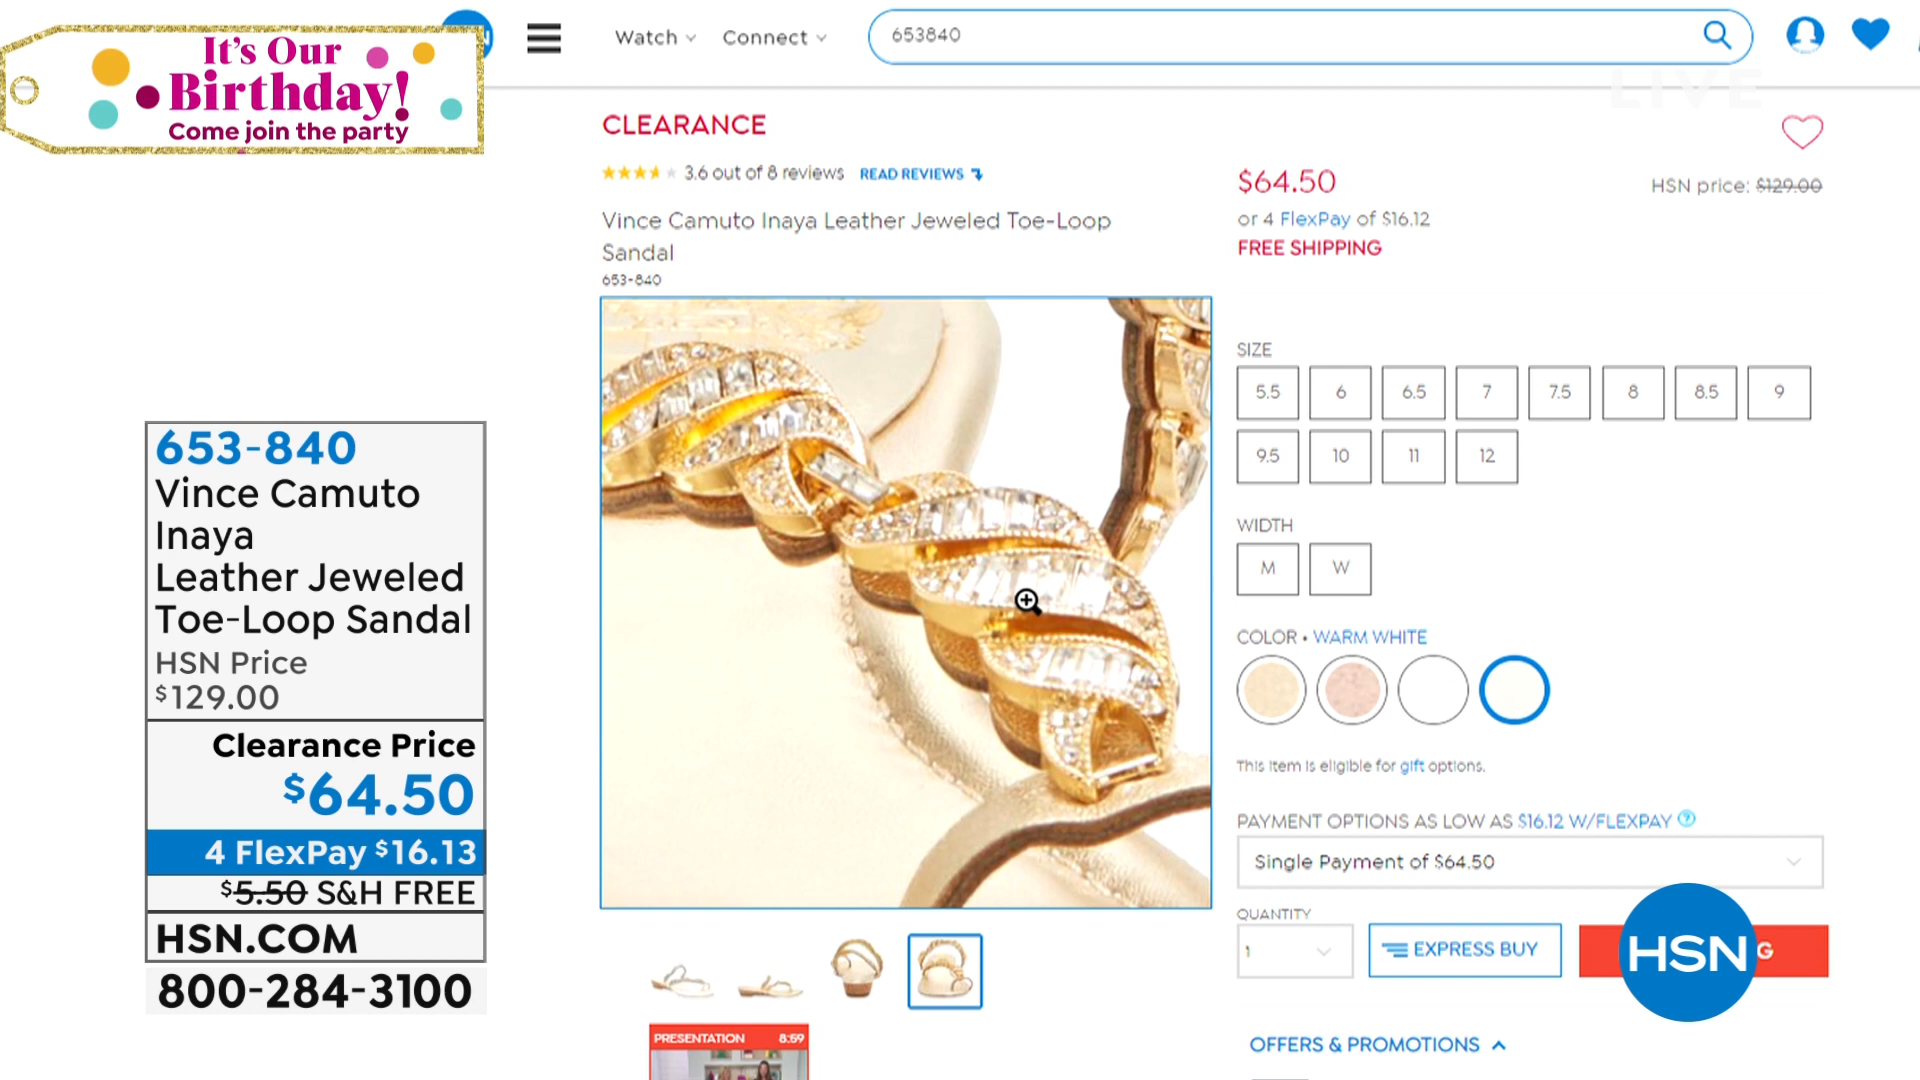 It's Our
Birthday!
Come join the party
Watch
Connect
653840
LIVE
CLEARANCE
3.6 out of 8 reviews READ REVIEWS
Vince Camuto Inaya Leather Jeweled Toe-Loop
Sandal
653-840
$64.50
HSN price: $129.00
or 4 FlexPay of $16.12
FREE SHIPPING
SIZE
5.5 6 6.5 7 7.5 8 8.5 9
9.5 10 11 12
WIDTH
M W
COLOR • WARM WHITE
This item is eligible for gift options.
PAYMENT OPTIONS AS LOW AS $16.12 W/FLEXPAY ?
Single Payment of $64.50
QUANTITY
1
EXPRESS BUY
G
HSN
OFFERS & PROMOTIONS
PRESENTATION 8:59
653-840
Vince Camuto
Inaya
Leather Jeweled
Toe-Loop Sandal
HSN Price
$129.00
Clearance Price
$64.50
4 FlexPay $16.13
$5.50 S&H FREE
HSN.COM
800-284-3100